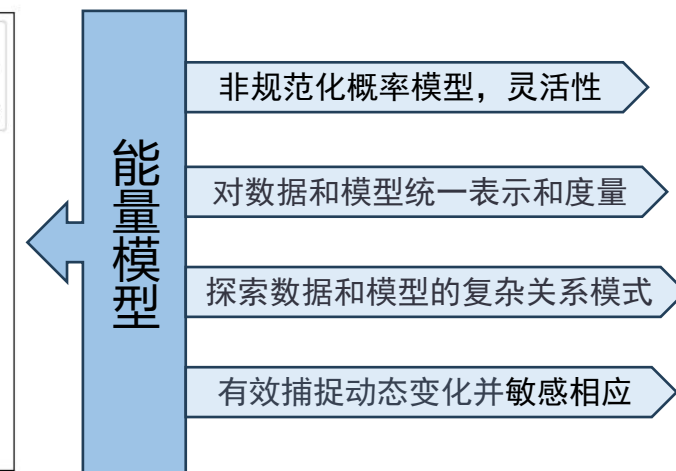 能量模型
非规范化概率模型，灵活性
对数据和模型统一表示和度量
探索数据和模型的复杂关系模式
有效捕捉动态变化并敏感相应